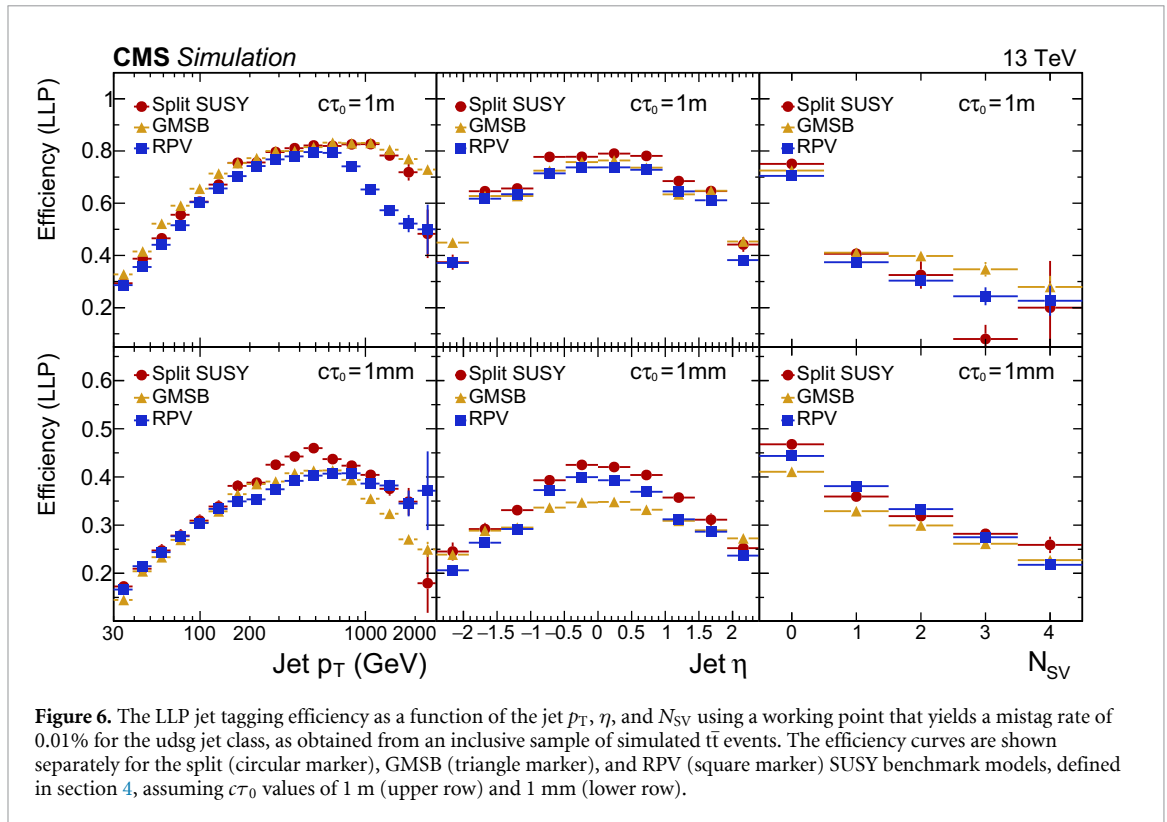 CMS Simulation
13 TeV
Efficiency (LLP)
1
0.8
0.6
0.4
0.2
Split SUSY
GMSB
RPV
cτ₀ = 1m
Split SUSY
GMSB
RPV
cτ₀ = 1m
Split SUSY
GMSB
RPV
cτ₀ = 1m
Efficiency (LLP)
0.6
0.5
0.4
0.3
0.2
Split SUSY
GMSB
RPV
cτ₀ = 1mm
Split SUSY
GMSB
RPV
cτ₀ = 1mm
Split SUSY
GMSB
RPV
cτ₀ = 1mm
30 100 200 1000 2000
−2 −1.5 −1 −0.5 0 0.5 1 1.5 2
0 1 2 3 4
Jet p_T (GeV)
Jet η
N_SV
Figure 6. The LLP jet tagging efficiency as a function of the jet p_T, η, and N_SV using a working point that yields a mistag rate of
0.01% for the udsg jet class, as obtained from an inclusive sample of simulated tt̄ events. The efficiency curves are shown
separately for the split (circular marker), GMSB (triangle marker), and RPV (square marker) SUSY benchmark models, defined
in section 4, assuming cτ₀ values of 1 m (upper row) and 1 mm (lower row).